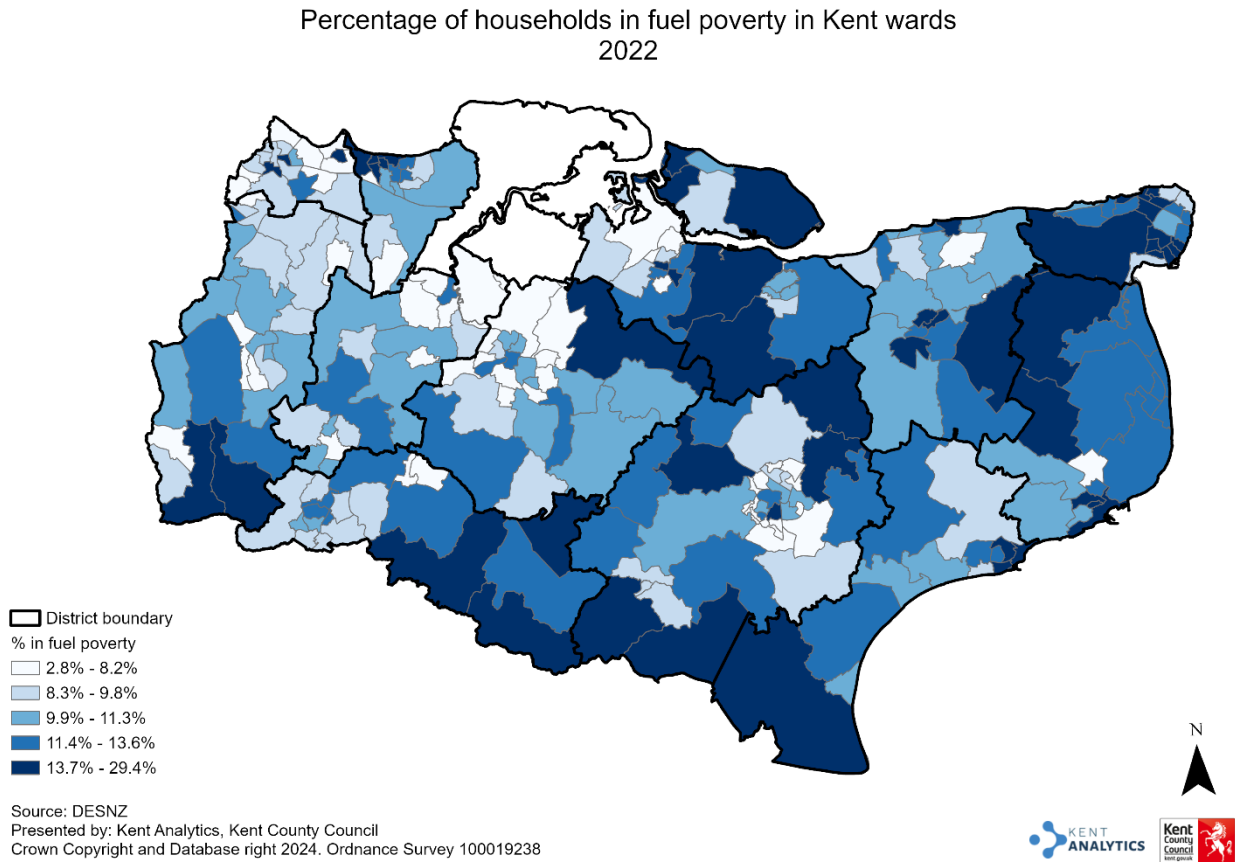 Percentage of households in fuel poverty in Kent wards
2022
District boundary
% in fuel poverty
2.8% - 8.2%
8.3% - 9.8%
9.9% - 11.3%
11.4% - 13.6%
13.7% - 29.4%
N
Source: DESNZ
Presented by: Kent Analytics, Kent County Council
Crown Copyright and Database right 2024. Ordnance Survey 100019238
KENT
ANALYTICS
Kent
County
Council
kent.gov.uk